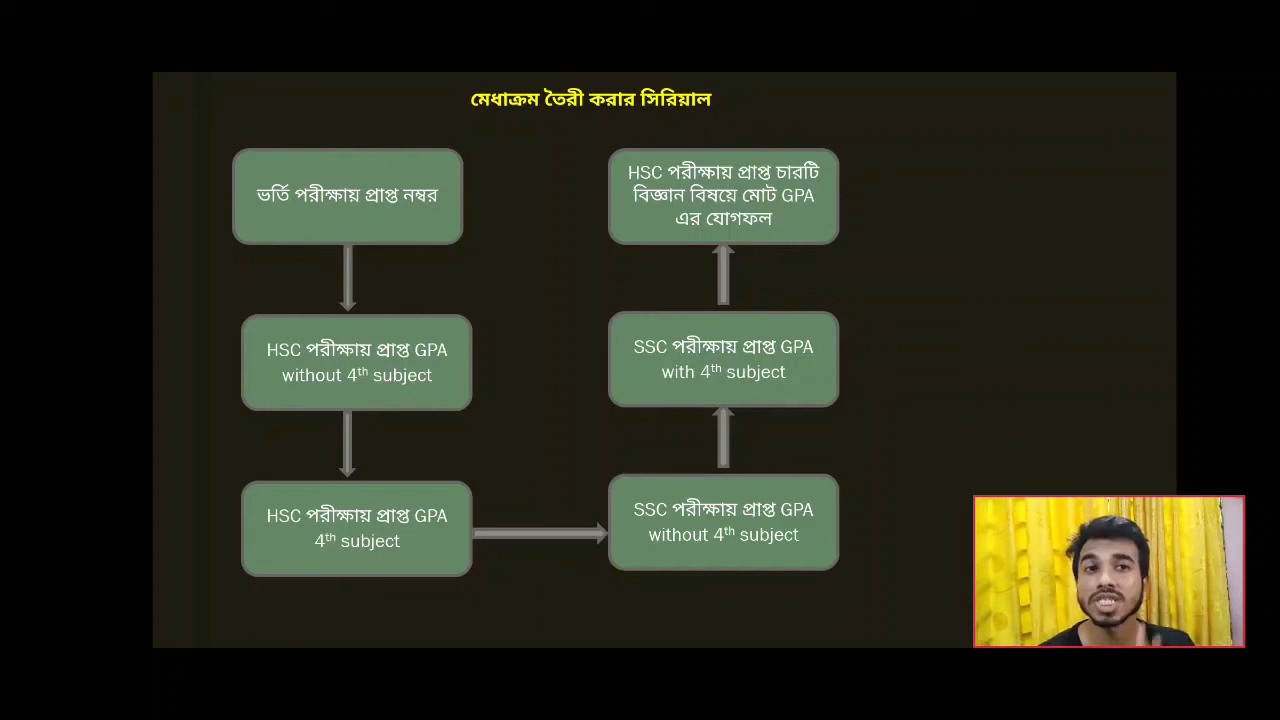 মেধাক্রম তৈরী করার সিরিয়াল
ভর্তি পরীক্ষায় প্রাপ্ত নম্বর
HSC পরীক্ষায় প্রাপ্ত GPA
without 4th subject
HSC পরীক্ষায় প্রাপ্ত GPA
4th subject
SSC পরীক্ষায় প্রাপ্ত GPA
without 4th subject
SSC পরীক্ষায় প্রাপ্ত GPA
with 4th subject
HSC পরীক্ষায় প্রাপ্ত চারটি
বিজ্ঞান বিষয়ে মোট GPA
এর যোগফল